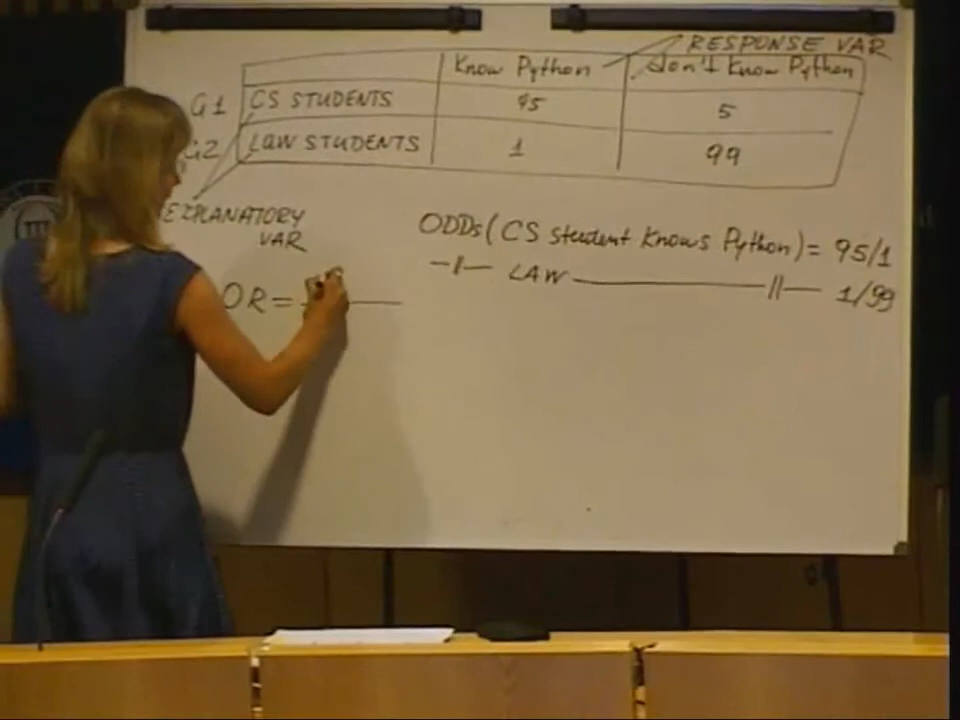 RESPONSE VAR
Know Python don't Know Python
G1 CS STUDENTS 95 5
G2 LAW STUDENTS 1 99
EXPLANATORY
VAR
ODDs (CS student Knows Python) = 95/1
-||- LAW -||- 1/99
OR =